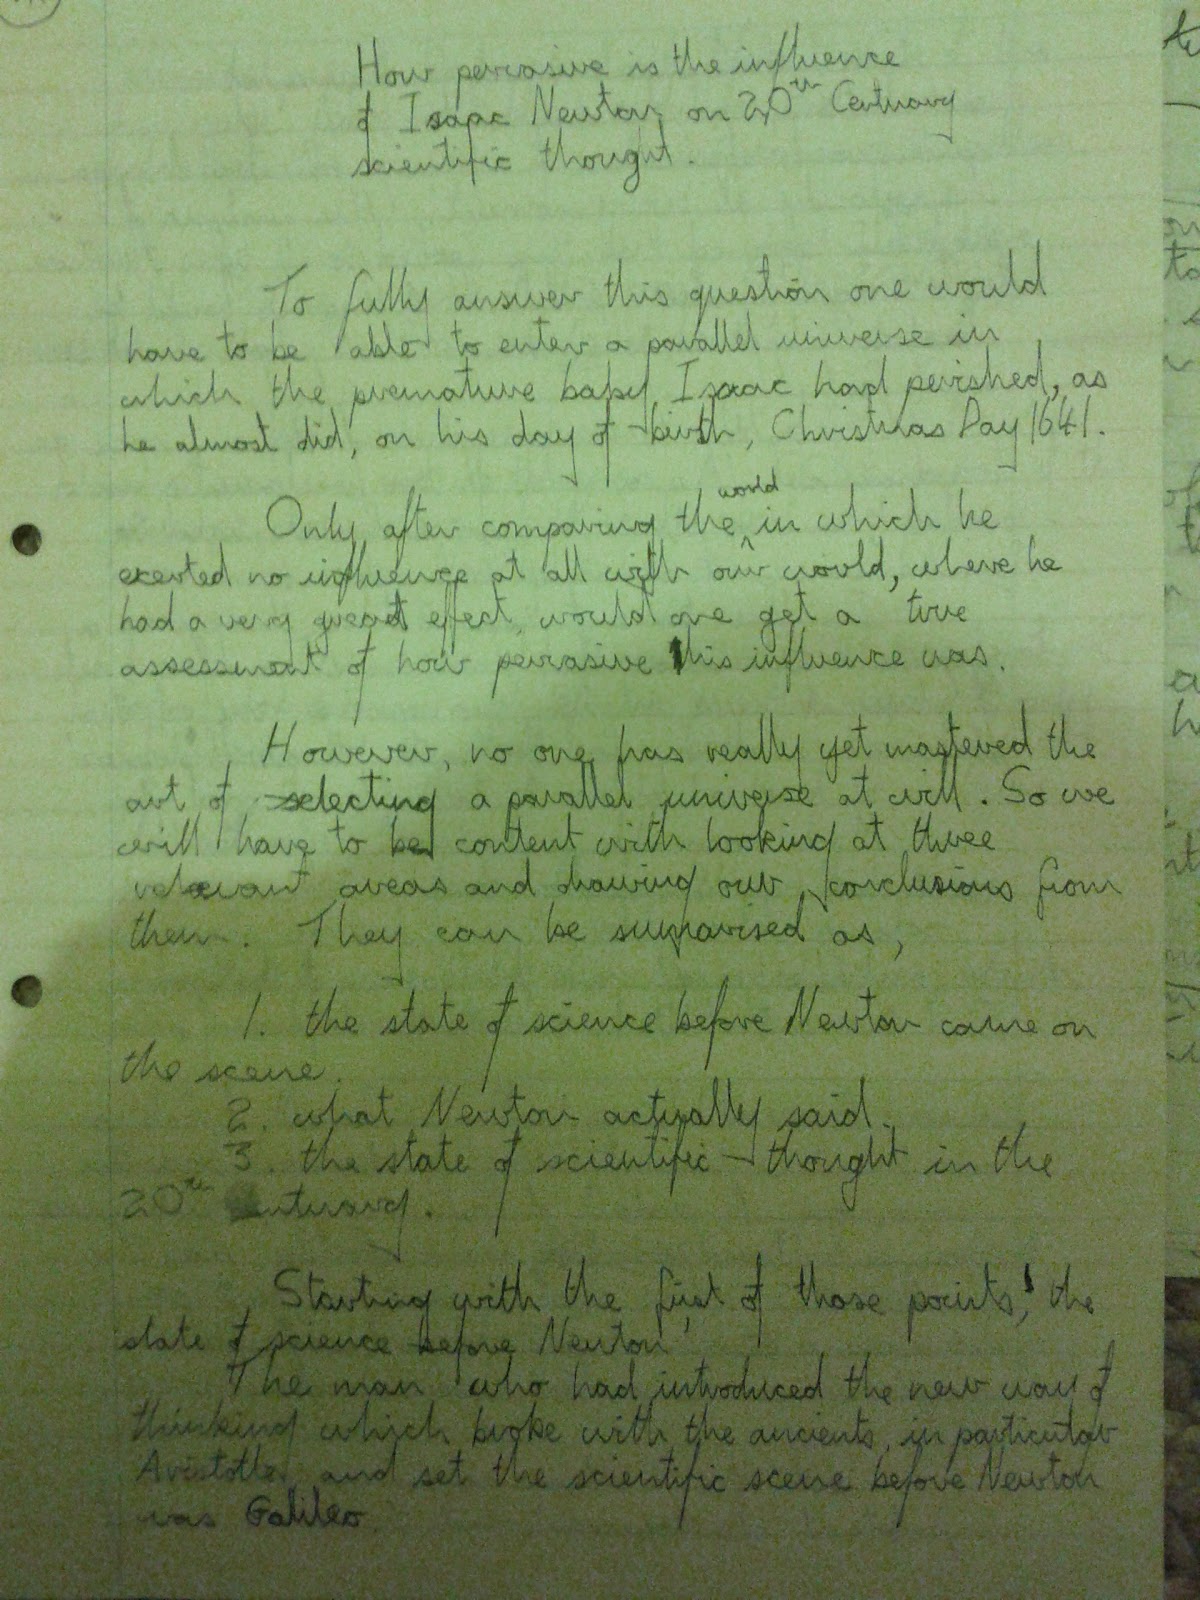 How pervasive is the influence
of Isaac Newton on 20th Centuary
scientific thought.
To fully answer this question one would
have to be able to enter a parallel universe in
which the premature baby Isaac had perished, as
he almost did, on his day of birth, Christmas Day 1641.
Only after comparing the world in which he
exerted no influence at all with our world, where he
had a very great effect, would one get a true
assessment of how pervasive this influence was.
However, no one has really yet mastered the
art of selecting a parallel universe at will. So we
will have to be content with looking at three
relevant areas and drawing our conclusions from
them. They can be summarised as,
1. the state of science before Newton came on
the scene.
2. what Newton actually said.
3. the state of scientific thought in the
20th Centuary.
Starting with the first of those points, the
state of science before Newton
The man who had introduced the new way of
thinking which broke with the ancients, in particular
Aristotle, and set the scientific scene before Newton
was Galileo.